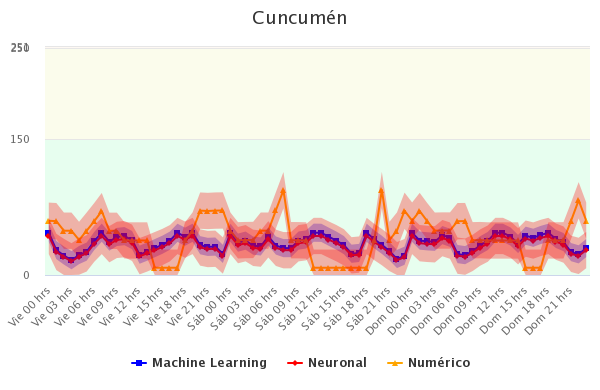 Cuncumén
250
150
0
Vie 00 hrs
Vie 03 hrs
Vie 06 hrs
Vie 09 hrs
Vie 12 hrs
Vie 15 hrs
Vie 18 hrs
Vie 21 hrs
Sáb 00 hrs
Sáb 03 hrs
Sáb 06 hrs
Sáb 09 hrs
Sáb 12 hrs
Sáb 15 hrs
Sáb 18 hrs
Sáb 21 hrs
Dom 00 hrs
Dom 03 hrs
Dom 06 hrs
Dom 09 hrs
Dom 12 hrs
Dom 15 hrs
Dom 18 hrs
Dom 21 hrs
Machine Learning Neuronal Numérico